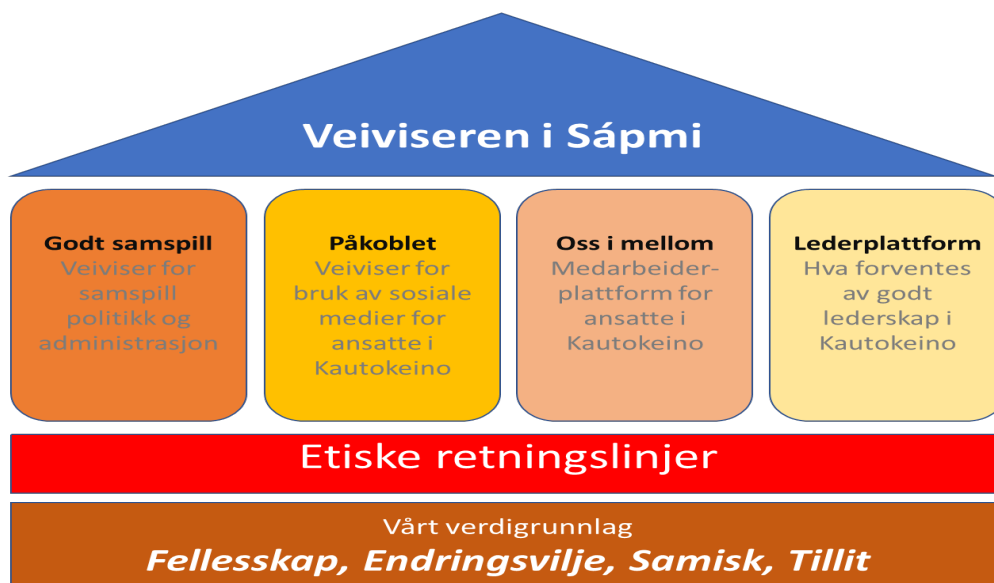 Veiviseren i Sápmi
Godt samspill
Veiviser for
samspill
politikk og
administrasjon
Påkoblet
Veiviser for
bruk av sosiale
medier for
ansatte i
Kautokeino
Oss i mellom
Medarbeider-
plattform for
ansatte i
Kautokeino
Lederplattform
Hva forventes
av godt
lederskap i
Kautokeino
Etiske retningslinjer
Vårt verdigrunnlag
Fellesskap, Endringsvilje, Samisk, Tillit